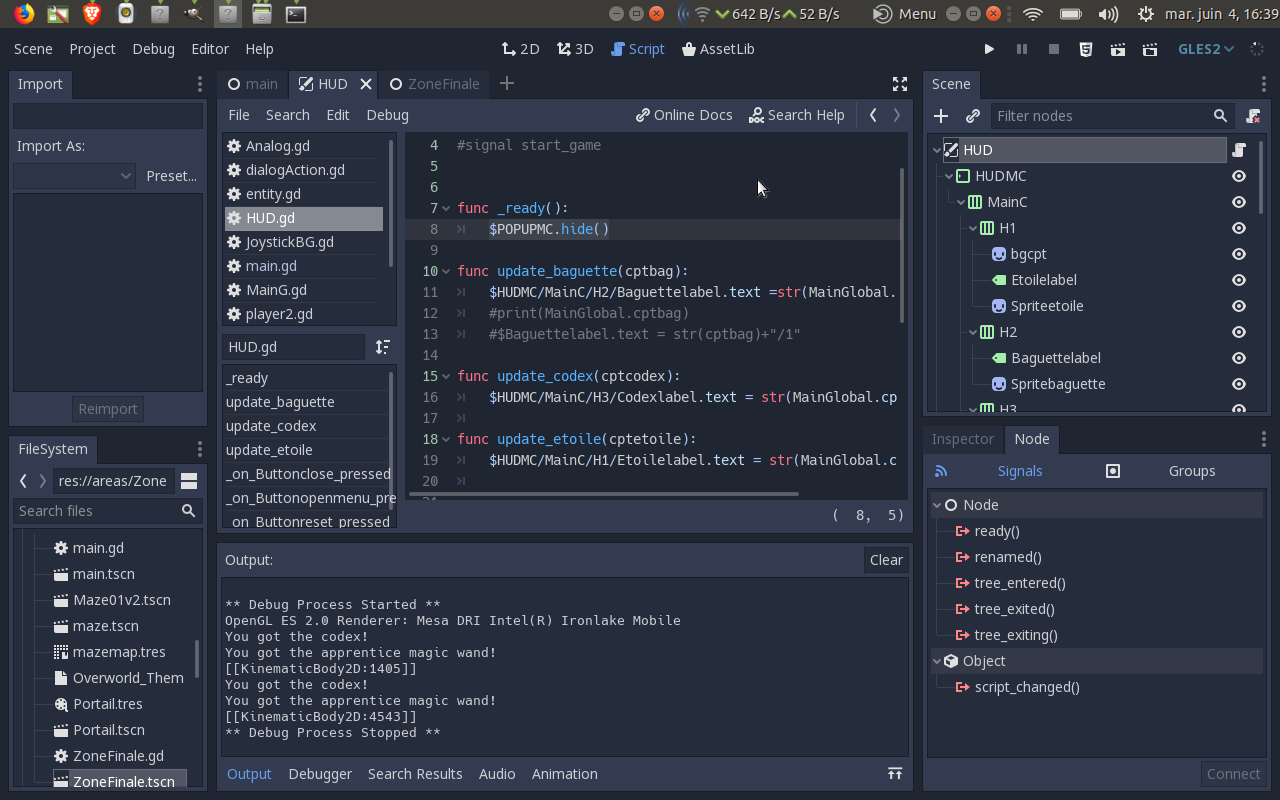 642 B/s 52 B/s Menu mar. juin 4, 16:39
Scene Project Debug Editor Help 2D 3D Script AssetLib GLES2
Import
Import As:
Preset...
Reimport
FileSystem
res://areas/Zone
Search files
main.gd
main.tscn
Maze01v2.tscn
maze.tscn
mazemap.tres
Overworld_Them
Portail.tres
Portail.tscn
ZoneFinale.gd
ZoneFinale.tscn
main HUD ZoneFinale
File Search Edit Debug Online Docs Search Help
Analog.gd
dialogAction.gd
entity.gd
HUD.gd
JoystickBG.gd
main.gd
MainG.gd
player2.gd
HUD.gd
_ready
update_baguette
update_codex
update_etoile
_on_Buttonclose_pressed
_on_Buttonopenmenu_pre
_on_Buttonreset_pressed
4 #signal start_game
5
6
7 func _ready():
8 $POPUPMC.hide()
9
10 func update_baguette(cptbag):
11 $HUDMC/MainC/H2/Baguettelabel.text =str(MainGlobal.
12 #print(MainGlobal.cptbag)
13 #$Baguettelabel.text = str(cptbag)+"/1"
14
15 func update_codex(cptcodex):
16 $HUDMC/MainC/H3/Codexlabel.text = str(MainGlobal.cp
17
18 func update_etoile(cptetoile):
19 $HUDMC/MainC/H1/Etoilelabel.text = str(MainGlobal.c
20
21
( 8, 5)
Output: Clear
** Debug Process Started **
OpenGL ES 2.0 Renderer: Mesa DRI Intel(R) Ironlake Mobile
You got the codex!
You got the apprentice magic wand!
[[KinematicBody2D:1405]]
You got the codex!
You got the apprentice magic wand!
[[KinematicBody2D:4543]]
** Debug Process Stopped **
Output Debugger Search Results Audio Animation
Scene
Filter nodes
HUD
HUDMC
MainC
H1
bgcpt
Etoilelabel
Spriteetoile
H2
Baguettelabel
Spritebaguette
H3
Inspector Node
Signals Groups
Node
ready()
renamed()
tree_entered()
tree_exited()
tree_exiting()
Object
script_changed()
Connect